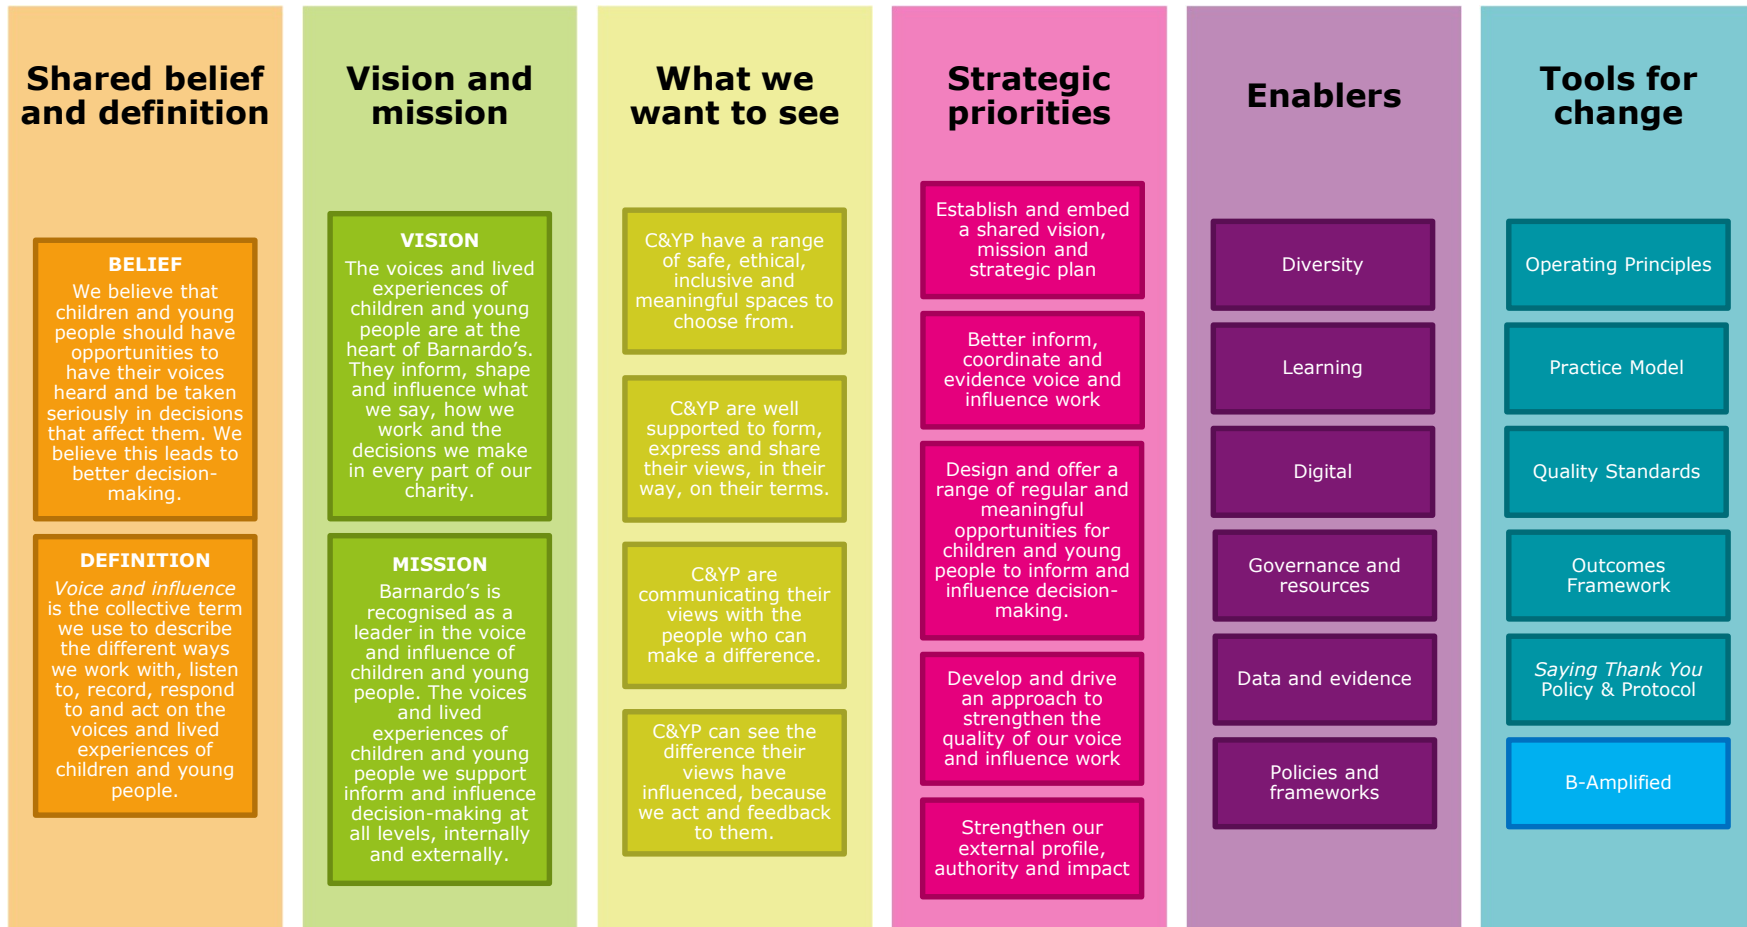 Shared belief
and definition
BELIEF
We believe that
children and young
people should have
opportunities to
have their voices
heard and be taken
seriously in decisions
that affect them. We
believe this leads to
better decision-
making.
DEFINITION
Voice and influence
is the collective term
we use to describe
the different ways
we work with, listen
to, record, respond
to and act on the
voices and lived
experiences of
children and young
people.
Vision and
mission
VISION
The voices and lived
experiences of
children and young
people are at the
heart of Barnardo’s.
They inform, shape
and influence what
we say, how we
work and the
decisions we make
in every part of our
charity.
MISSION
Barnardo’s is
recognised as a
leader in the voice
and influence of
children and young
people. The voices
and lived
experiences of
children and young
people we support
inform and influence
decision-making at
all levels, internally
and externally.
What we
want to see
C&YP have a range
of safe, ethical,
inclusive and
meaningful spaces to
choose from.
C&YP are well
supported to form,
express and share
their views, in their
way, on their terms.
C&YP are
communicating their
views with the
people who can
make a difference.
C&YP can see the
difference their
views have
influenced, because
we act and feedback
to them.
Strategic
priorities
Establish and embed
a shared vision,
mission and
strategic plan
Better inform,
coordinate and
evidence voice and
influence work
Design and offer a
range of regular and
meaningful
opportunities for
children and young
people to inform and
influence decision-
making.
Develop and drive
an approach to
strengthen the
quality of our voice
and influence work
Strengthen our
external profile,
authority and impact
Enablers
Diversity
Learning
Digital
Governance and
resources
Data and evidence
Policies and
frameworks
Tools for
change
Operating Principles
Practice Model
Quality Standards
Outcomes
Framework
Saying Thank You
Policy & Protocol
B-Amplified